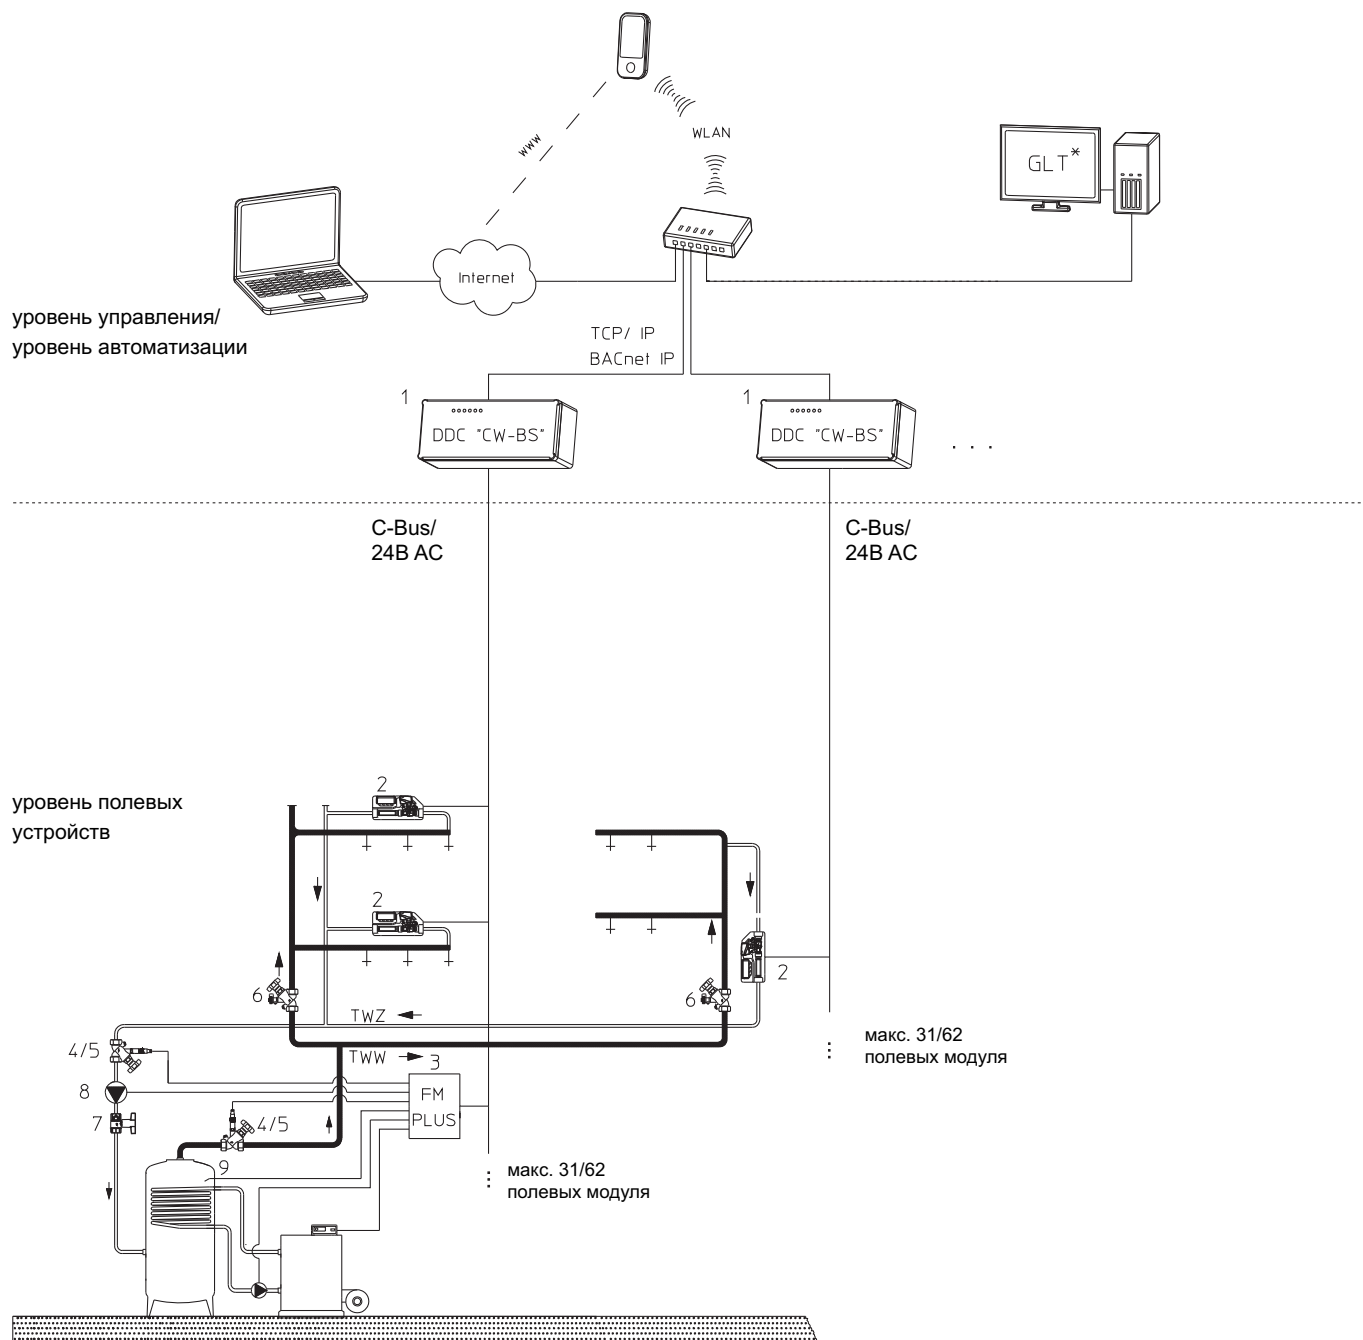 WLAN
www
GLT*
Internet
уровень управления/
уровень автоматизации
TCP/ IP
BACnet IP
1
DDC "CW-BS"
1
DDC "CW-BS"
. . .
C-Bus/
24В AC
C-Bus/
24В AC
уровень полевых
устройств
2
2
2
6
6
TWZ
TWW
3
4/5
8
7
FM
PLUS
4/5
9
макс. 31/62
полевых модуля
макс. 31/62
полевых модуля